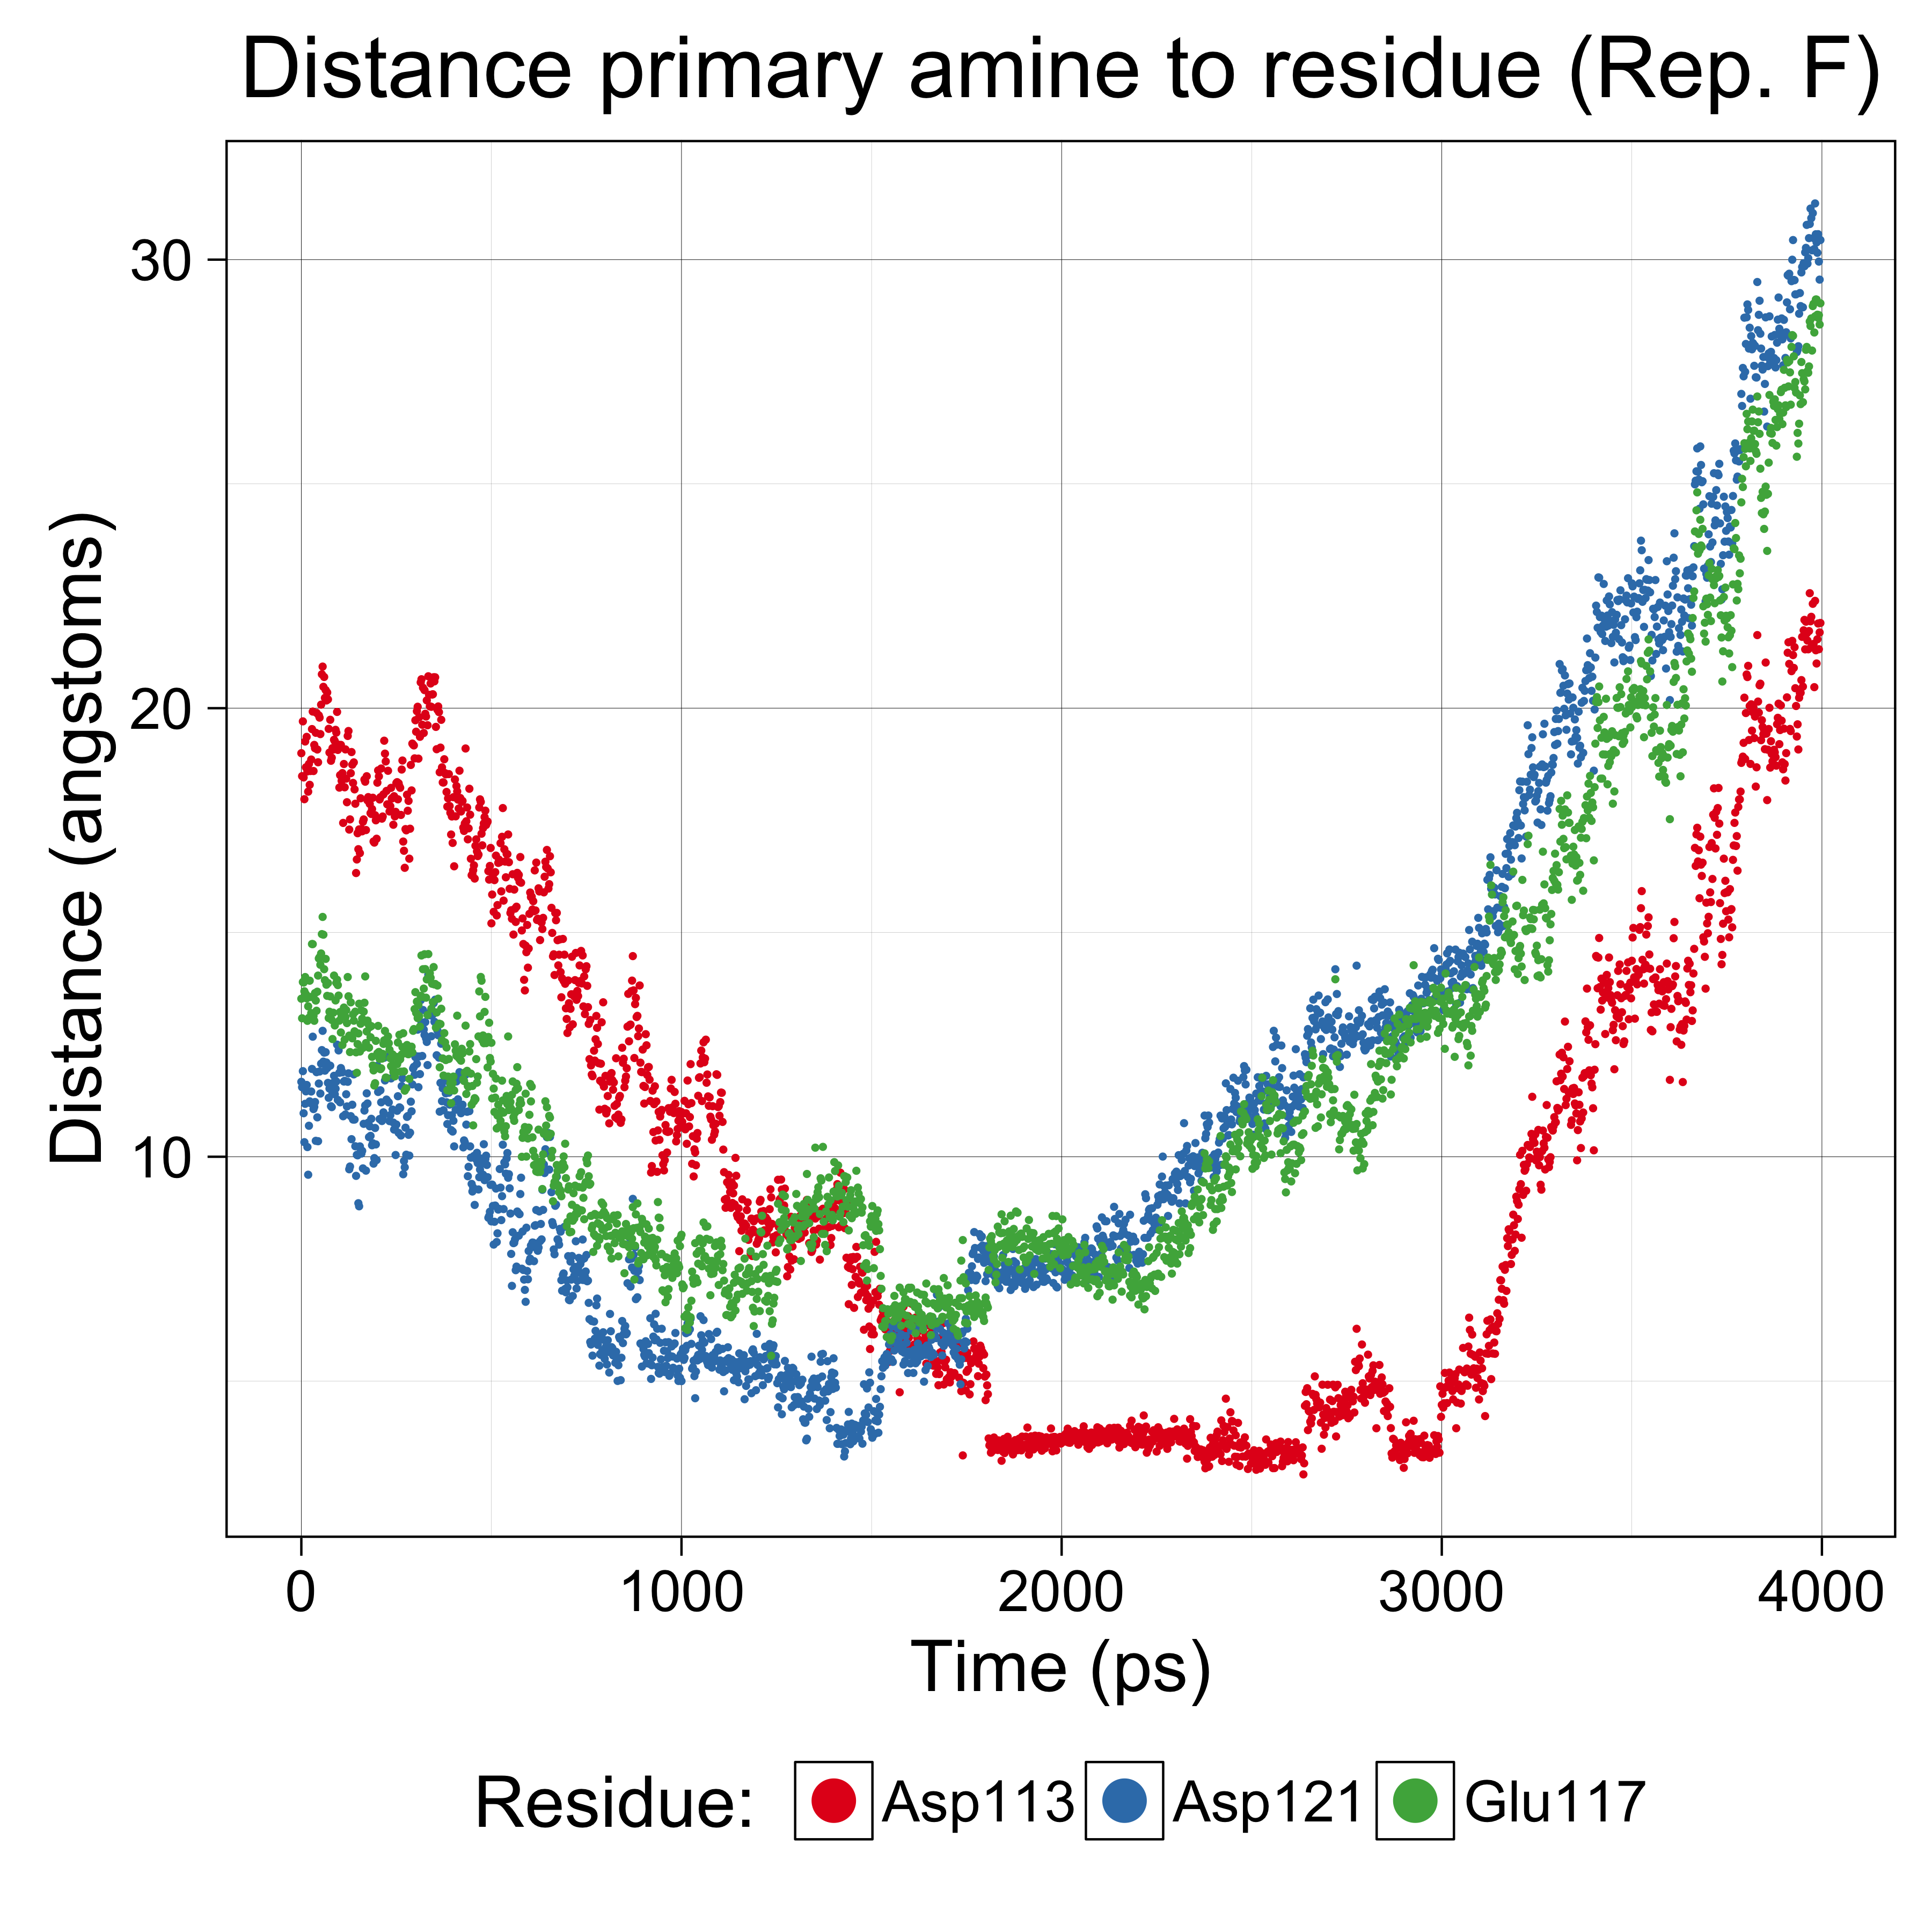 Distance primary amine to residue (Rep. F)
Distance (angstoms)
30
20
10
0 1000 2000 3000 4000
Time (ps)
Residue: Asp113 Asp121 Glu117